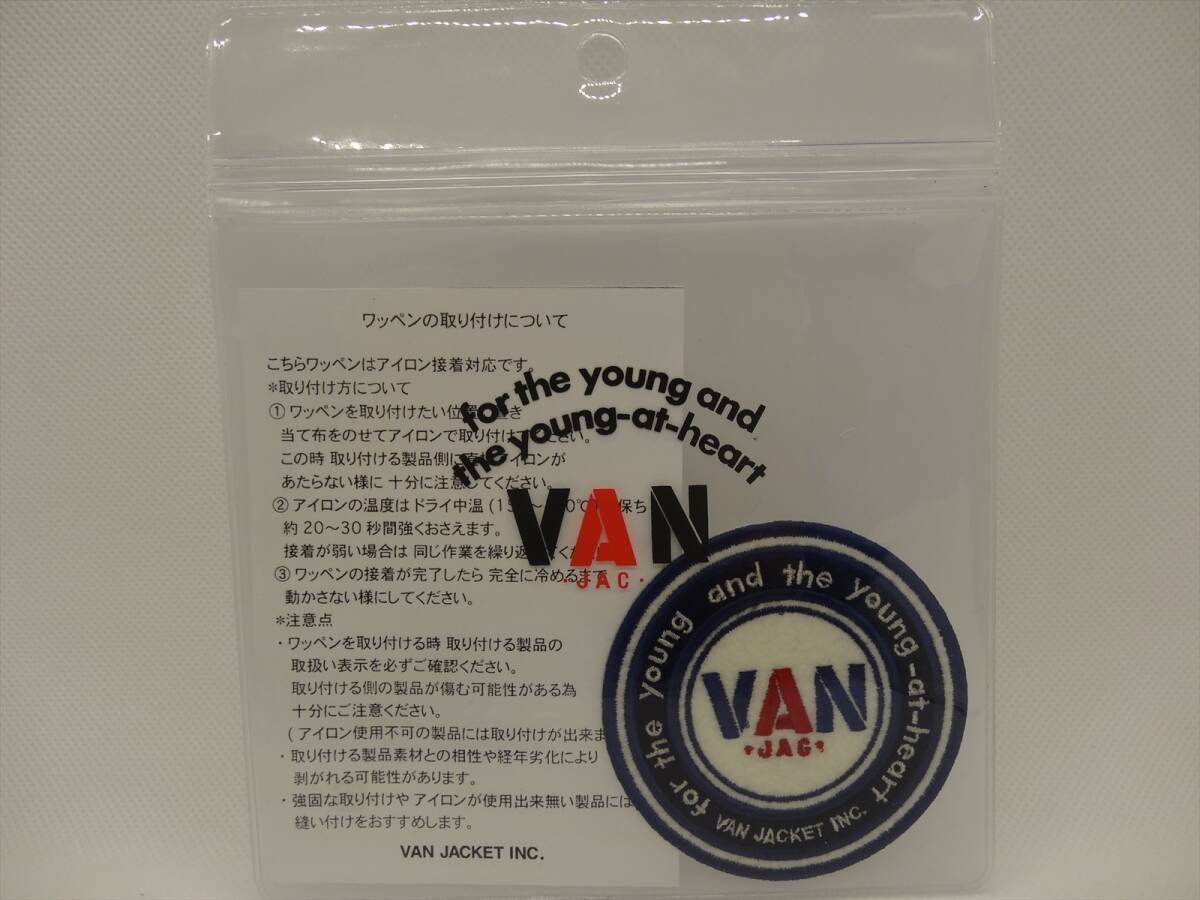 ワッペンの取り付けについて
こちらワッペンはアイロン接着対応です。
*取り付け方について
① ワッペンを取り付けたい位置 き
当て布をのせてアイロンで取り付けてください。
この時 取り付ける製品側に イロンが
あたらない様に 十分に注意してください。
② アイロンの温度はドライ中温 保ち
約 20〜30 秒間強くおさえます。
接着が弱い場合は 同じ作業を繰り返
③ ワッペンの接着が完了したら 完全に冷めるまで
動かさない様にしてください。
*注意点
・ワッペンを取り付ける時 取り付ける製品の
取扱い表示を必ずご確認ください。
取り付ける側の製品が傷む可能性がある為
十分にご注意ください。
( アイロン使用不可の製品には取り付けが出来ま
・取り付ける製品素材との相性や経年劣化により
剥がれる可能性があります。
・強固な取り付けや アイロンが使用出来無い製品には
縫い付けをおすすめします。
VAN JACKET INC.
for the young and
the young-at-heart
VAN
・JAC・
for the young and the young-at-heart
VAN
・JAC・
VAN JACKET INC.